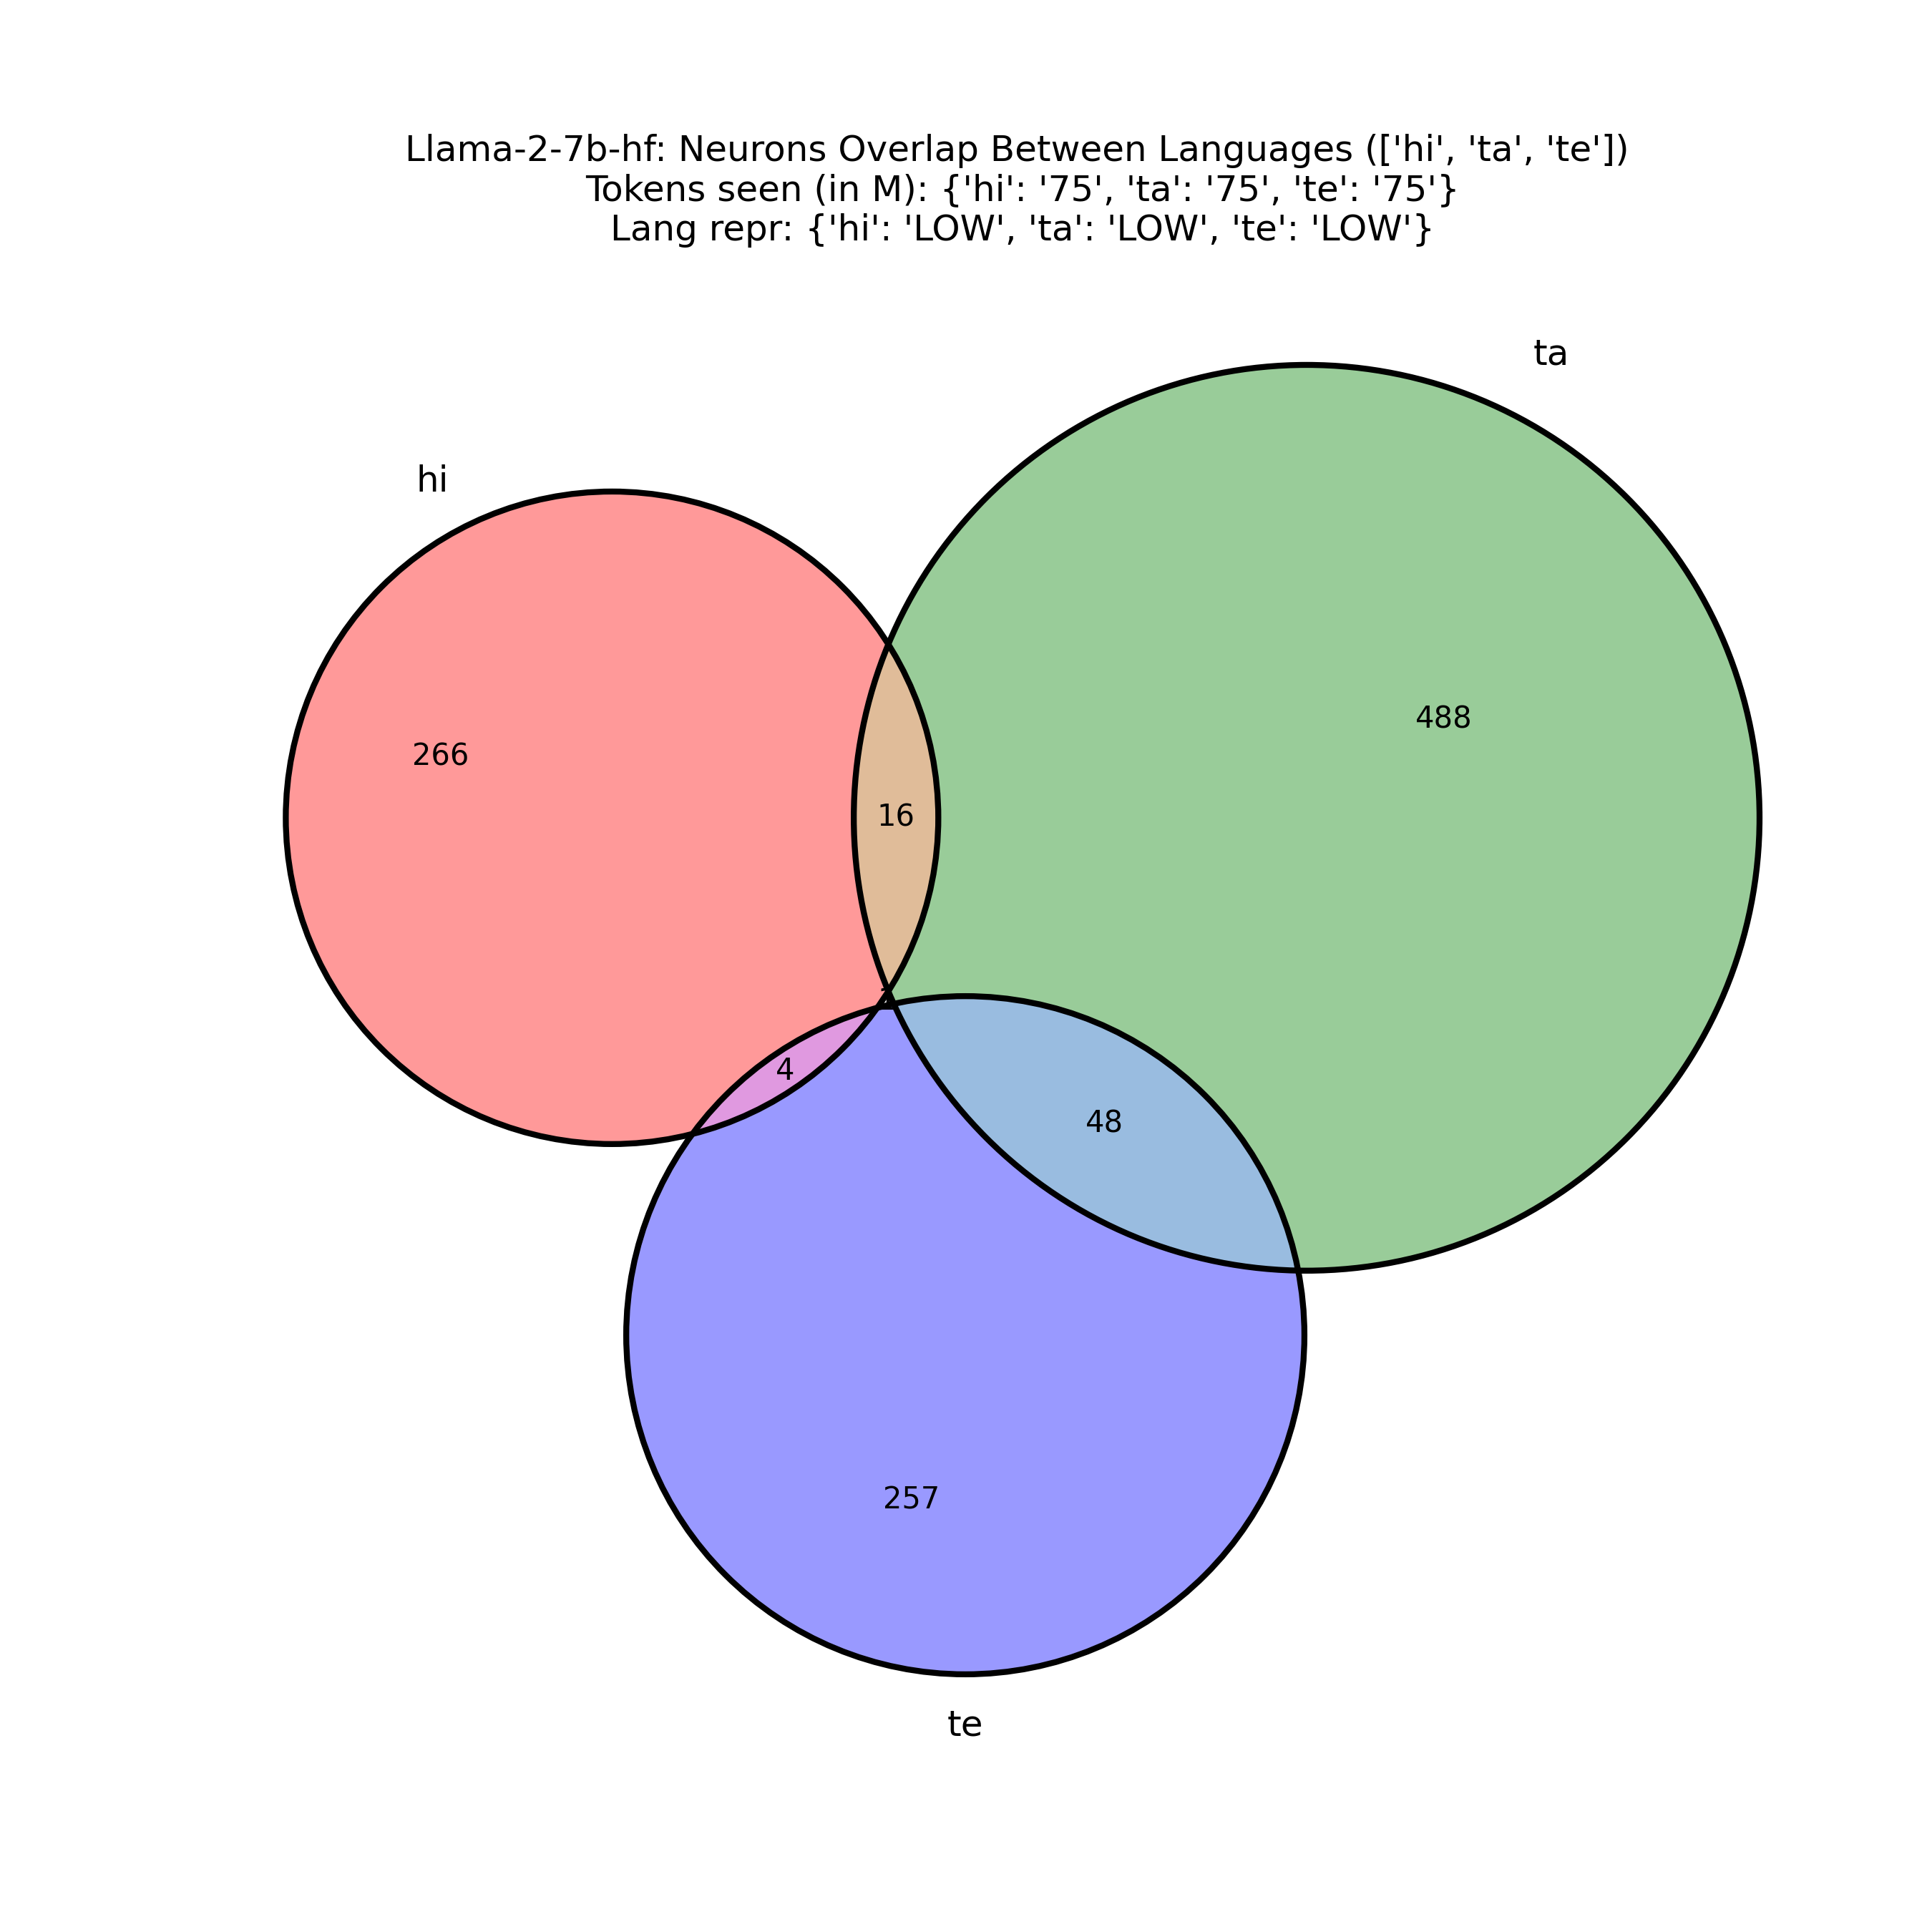 Llama-2-7b-hf: Neurons Overlap Between Languages (['hi', 'ta', 'te'])
Tokens seen (in M): {'hi': '75', 'ta': '75', 'te': '75'}
Lang repr: {'hi': 'LOW', 'ta': 'LOW', 'te': 'LOW'}
ta
hi
488
266
16
4
48
257
te